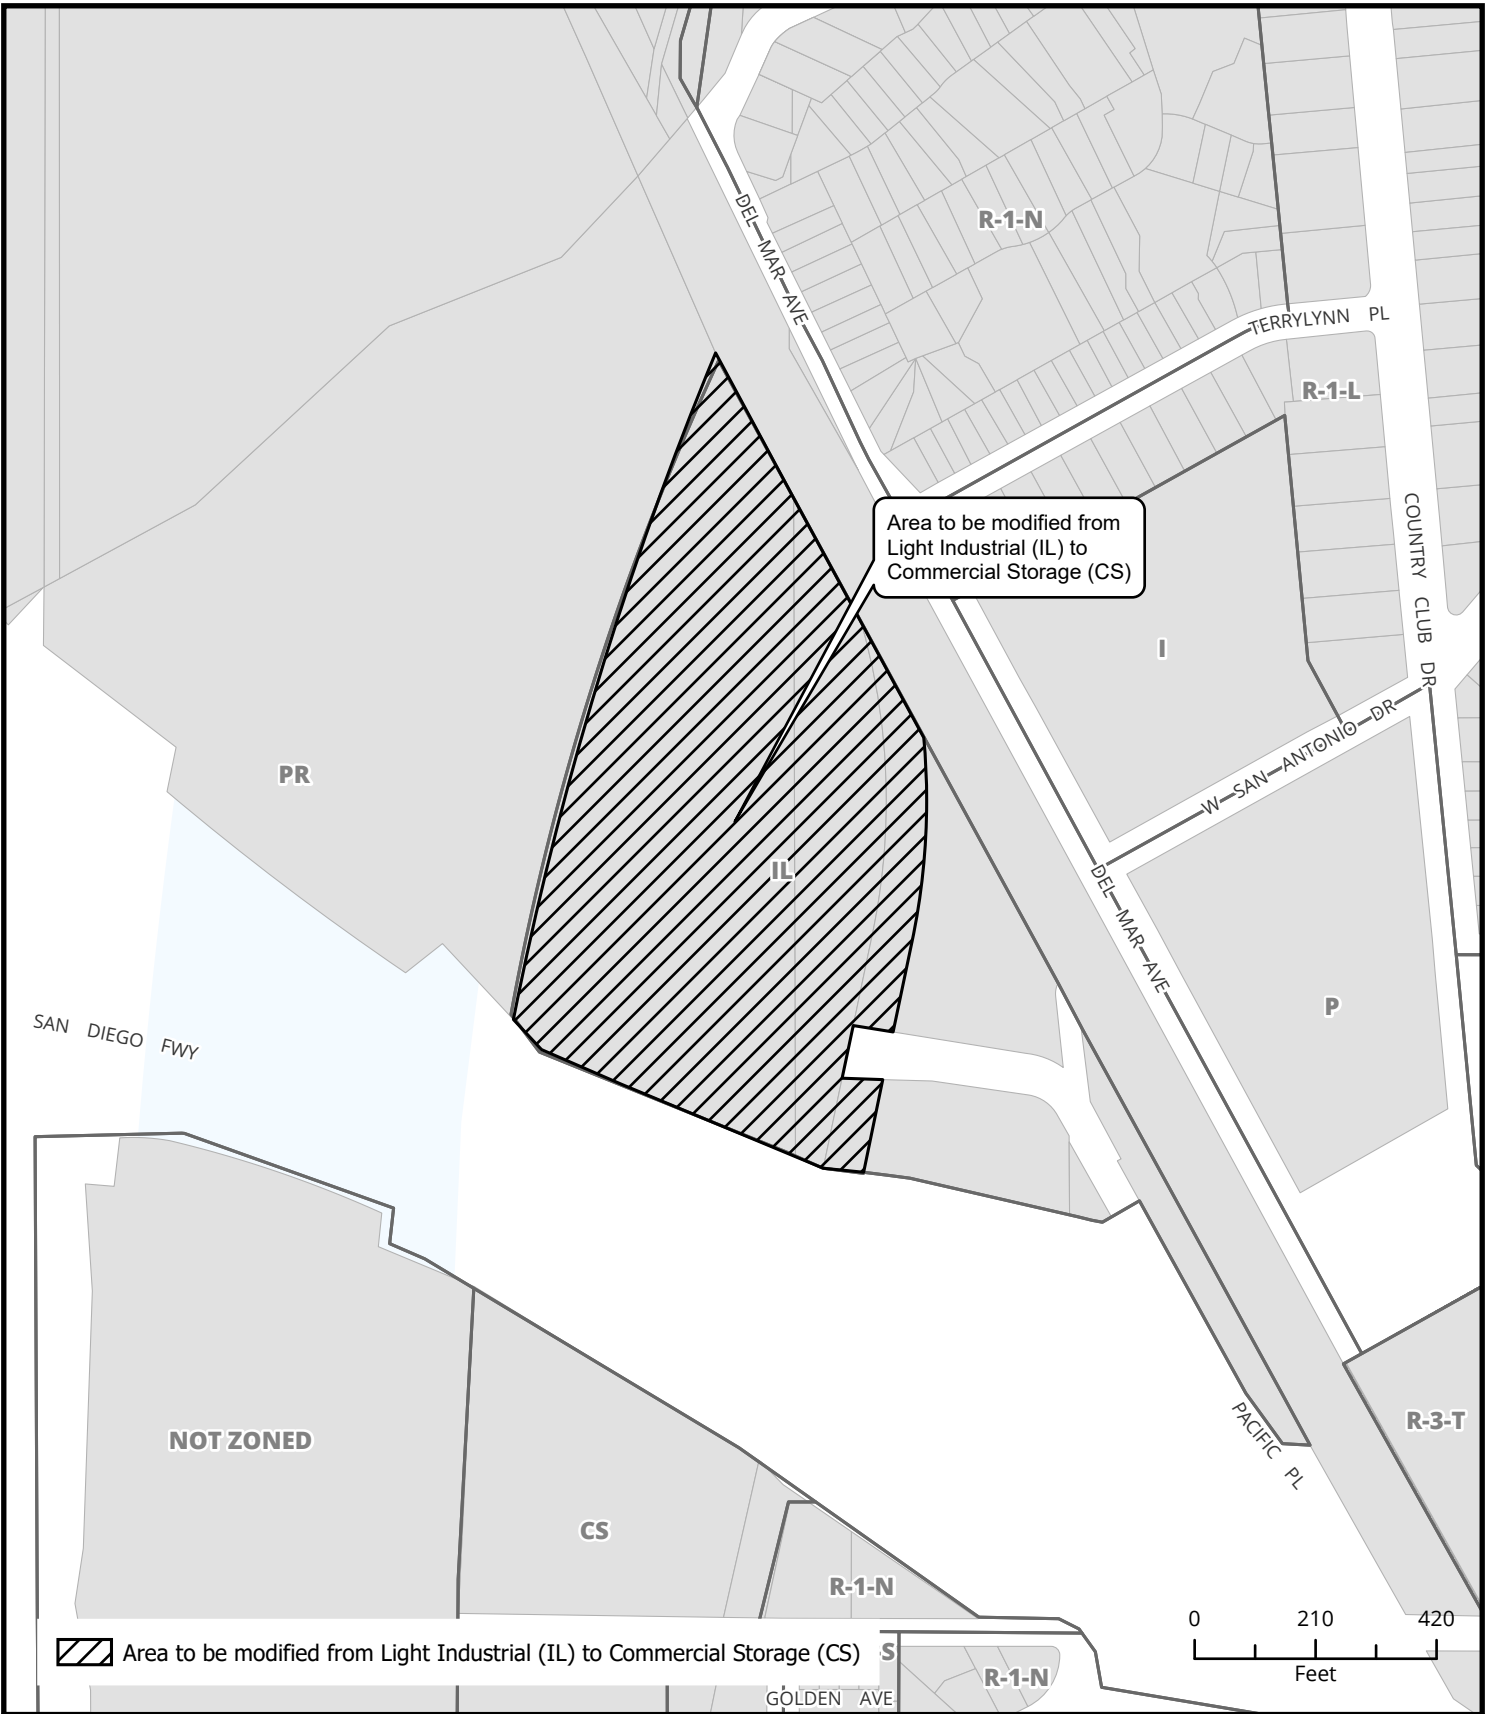 R-1-N
DEL MAR AVE
TERRYLYNN PL
R-1-L
Area to be modified from
Light Industrial (IL) to
Commercial Storage (CS)
COUNTRY CLUB DR
I
W SAN ANTONIO DR
PR
IL
DEL MAR AVE
P
SAN DIEGO FWY
PACIFIC PL
R-3-T
NOT ZONED
CS
R-1-N
0 210 420
Feet
Area to be modified from Light Industrial (IL) to Commercial Storage (CS)
R-1-N
GOLDEN AVE